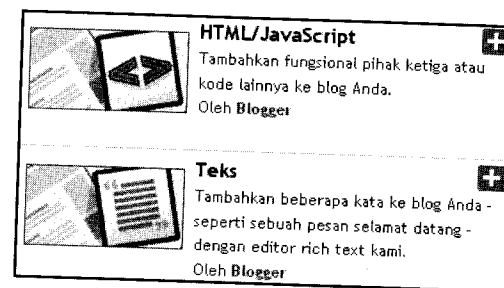 HTML/JavaScript
Tambahkan fungsional pihak ketiga atau
kode lainnya ke blog Anda.
Oleh Blogger
Teks
Tambahkan beberapa kata ke blog Anda -
seperti sebuah pesan selamat datang -
dengan editor rich text kami.
Oleh Blogger